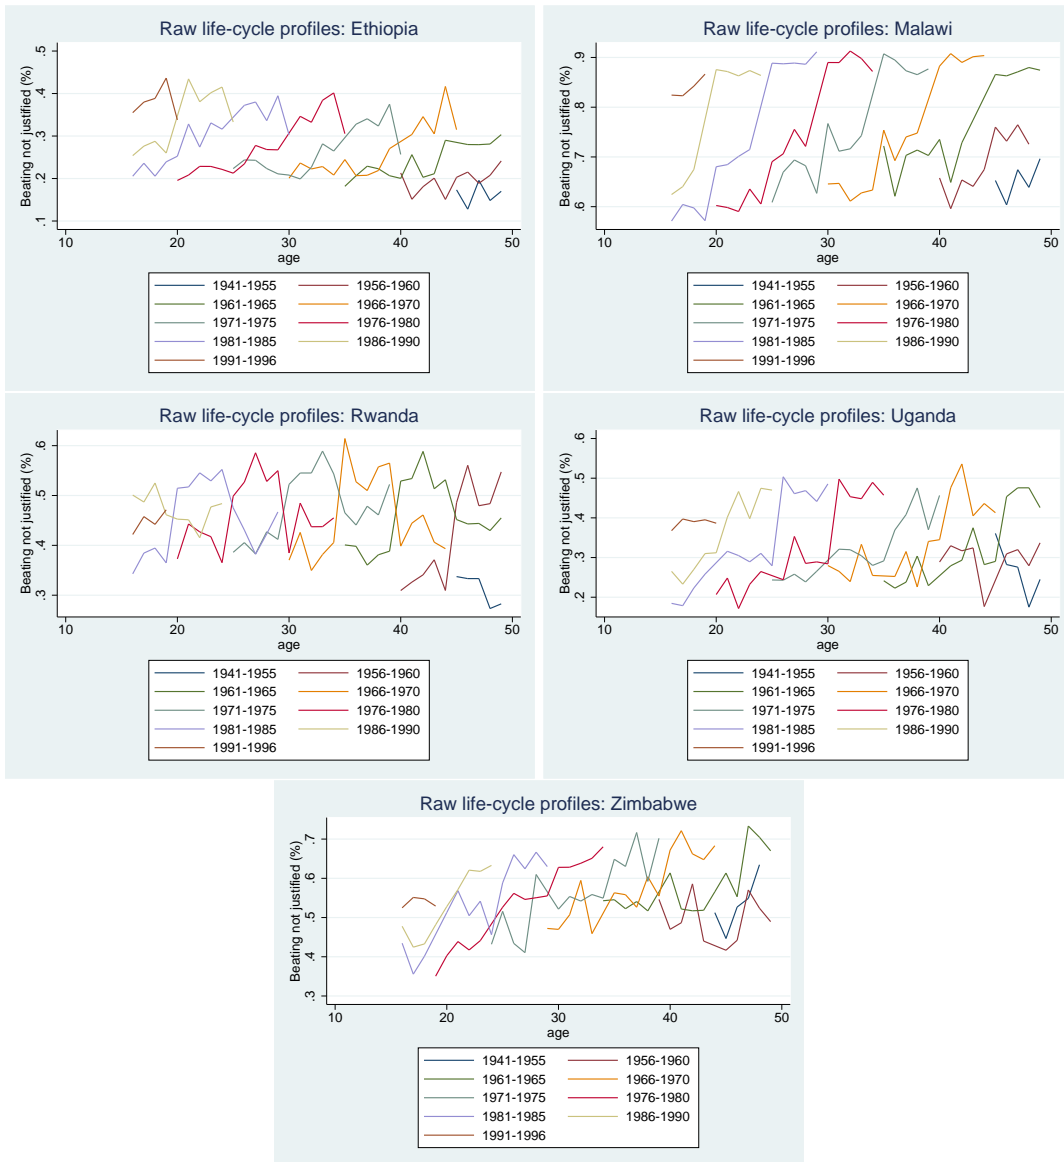 Raw life-cycle profiles: Ethiopia
Beating not justified (%)
.5
.4
.3
.2
.1
10 20 30 40 50
age
1941-1955 1956-1960
1961-1965 1966-1970
1971-1975 1976-1980
1981-1985 1986-1990
1991-1996
Raw life-cycle profiles: Malawi
Beating not justified (%)
.9
.8
.7
.6
10 20 30 40 50
age
1941-1955 1956-1960
1961-1965 1966-1970
1971-1975 1976-1980
1981-1985 1986-1990
1991-1996
Raw life-cycle profiles: Rwanda
Beating not justified (%)
.6
.5
.4
.3
10 20 30 40 50
age
1941-1955 1956-1960
1961-1965 1966-1970
1971-1975 1976-1980
1981-1985 1986-1990
1991-1996
Raw life-cycle profiles: Uganda
Beating not justified (%)
.6
.5
.4
.3
.2
10 20 30 40 50
age
1941-1955 1956-1960
1961-1965 1966-1970
1971-1975 1976-1980
1981-1985 1986-1990
1991-1996
Raw life-cycle profiles: Zimbabwe
Beating not justified (%)
.7
.6
.5
.4
.3
10 20 30 40 50
age
1941-1955 1956-1960
1961-1965 1966-1970
1971-1975 1976-1980
1981-1985 1986-1990
1991-1996